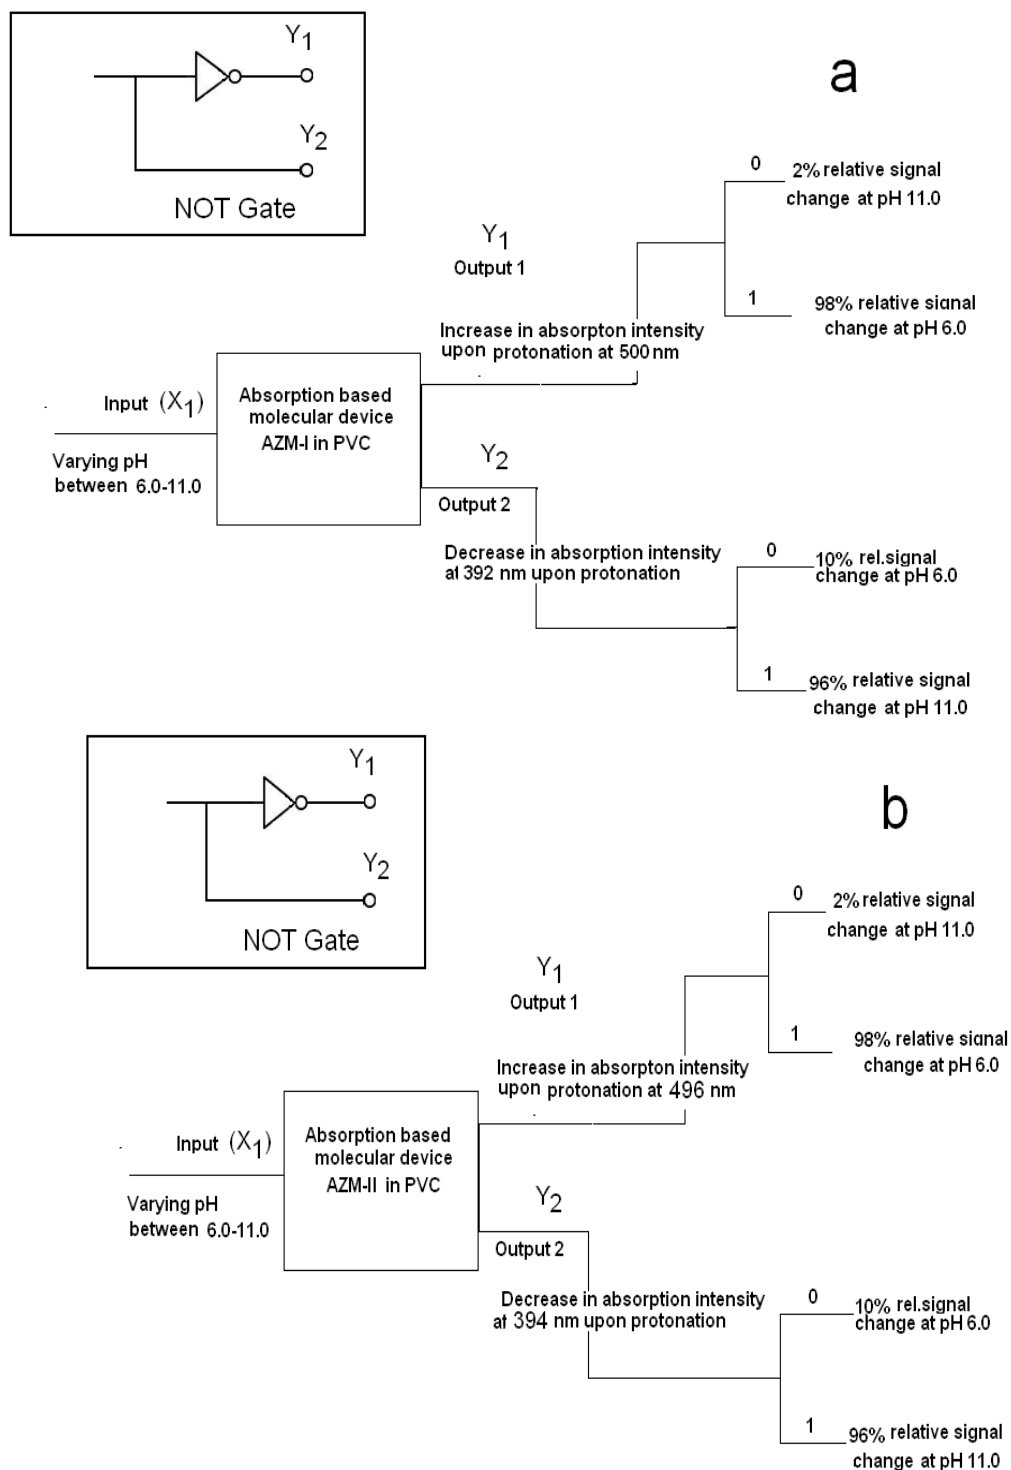 Y1
Y2
NOT Gate
a
0
2% relative signal
change at pH 11.0
Y1
Output 1
1
98% relative signal
change at pH 6.0
Increase in absorpton intensity
upon protonation at 500 nm
Input (X1)
Varying pH
between 6.0-11.0
Absorption based
molecular device
AZM-I in PVC
Y2
Output 2
Decrease in absorption intensity
at 392 nm upon protonation
0
10% rel.signal
change at pH 6.0
1
96% relative signal
change at pH 11.0
Y1
Y2
NOT Gate
b
0
2% relative signal
change at pH 11.0
Y1
Output 1
1
98% relative signal
change at pH 6.0
Increase in absorpton intensity
upon protonation at 496 nm
Input (X1)
Varying pH
between 6.0-11.0
Absorption based
molecular device
AZM-II in PVC
Y2
Output 2
Decrease in absorption intensity
at 394 nm upon protonation
0
10% rel.signal
change at pH 6.0
1
96% relative signal
change at pH 11.0